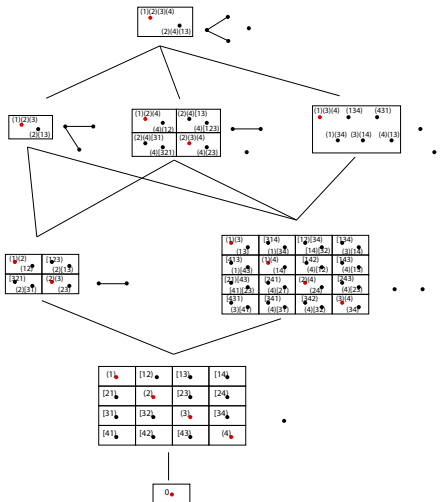 (1)(2)(3)(4)
(2)(4)(13)
(1)(2)(3)
(2)(13)
(1)(2)(4) (2)(4)[13)
(4)(12) (4)(123)
(2)(4)[31) (2)(3)(4)
(4)[321) (4)(23)
(1)(3)(4) (134) (431)
(1)(34) (3)(14) (4)(13)
(1)(2) [123)
(12) (2)(13)
[321) (2)(3)
(2)[31) (23)
(1)(3) [314) [12)(34) [134)
(13) (1)(34) (14)[32) (3)(14)
[413) (1)(4) [142) [143)
(1)(43) (14) (4)(12) (4)(13)
[21)(43) [241) (2)(4) [243)
(41)(23) (4)(21) (24) (4)(23)
[431) [341) [342) (3)(4)
(3)(41) (4)(31) (4)(32) (34)
(1) [12) [13) [14)
[21) (2) [23) [24)
[31) [32) (3) [34)
[41) [42) [43) (4)
0